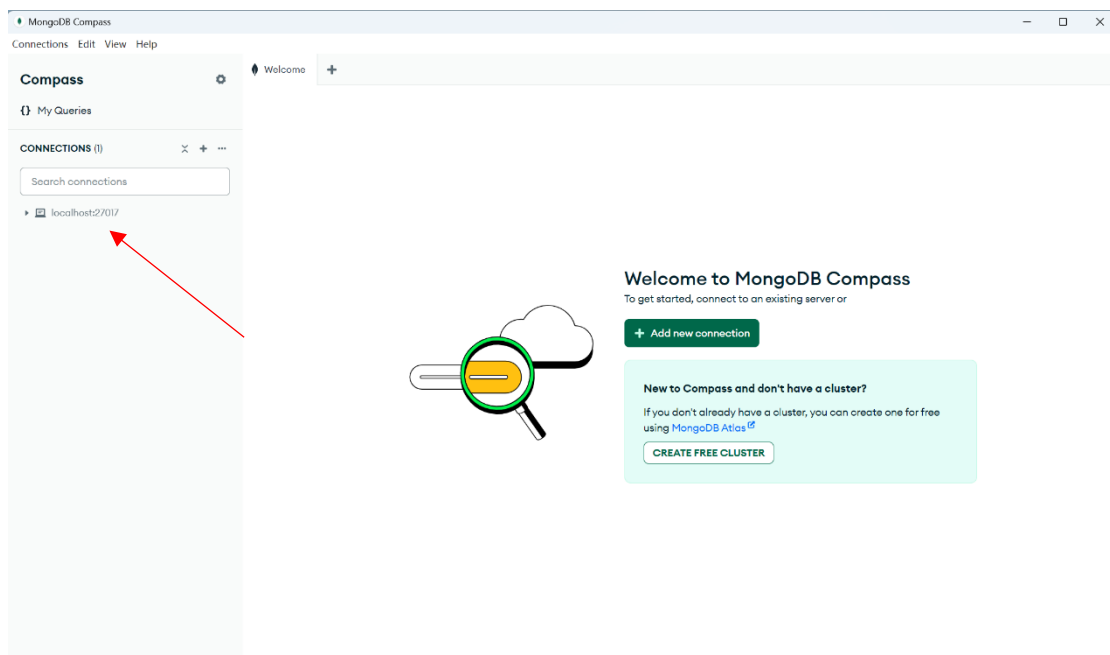 MongoDB Compass
Connections Edit View Help
Compass
{} My Queries
CONNECTIONS (1)
Search connections
localhost:27017
Welcome
Welcome to MongoDB Compass
To get started, connect to an existing server or
+ Add new connection
New to Compass and don't have a cluster?
If you don't already have a cluster, you can create one for free
using MongoDB Atlas
CREATE FREE CLUSTER